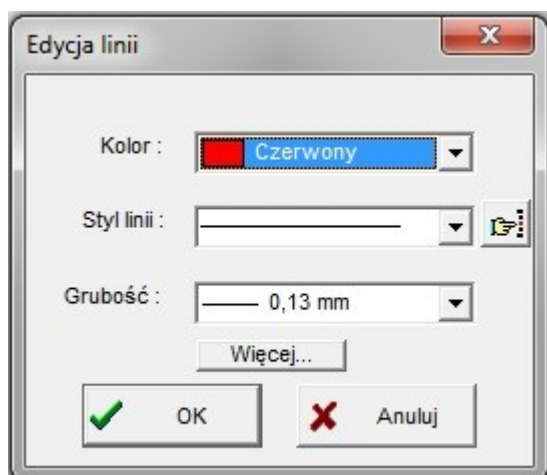 Edycja linii
Kolor :
Czerwony
Styl linii :
Grubość :
0,13 mm
Więcej...
OK
Anuluj